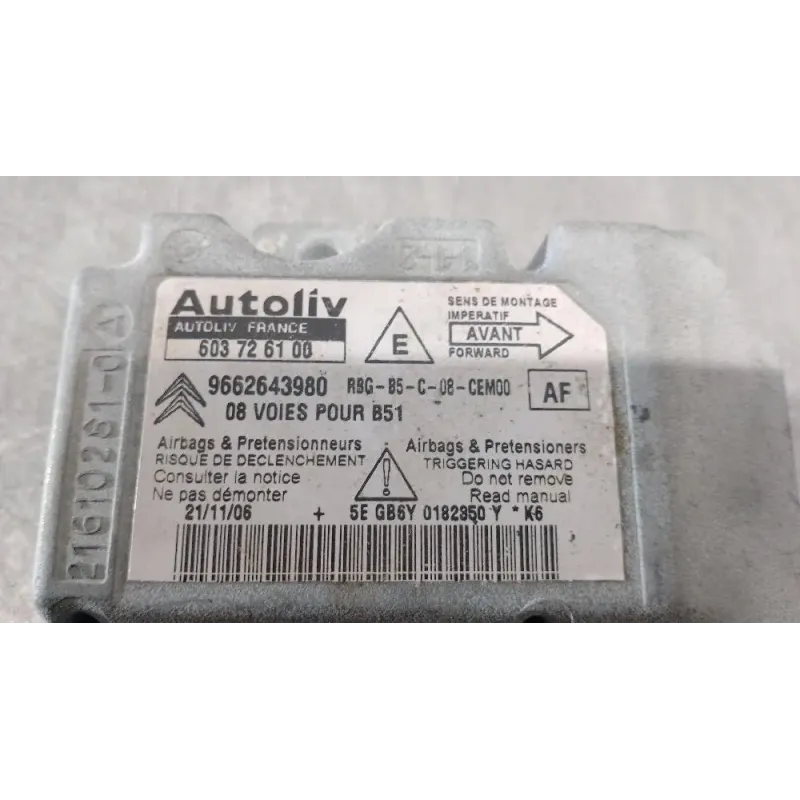 Autoliv
AUTOLIV FRANCE
603 72 61 00
E
SENS DE MONTAGE
IMPERATIF
AVANT
FORWARD
9662643980 RBG-B5-C-08-CEM00 AF
08 VOIES POUR B51
Airbags & Pretensionneurs
RISQUE DE DECLENCHEMENT
Consulter la notice
Ne pas démonter
Airbags & Pretensioners
TRIGGERING HASARD
Do not remove
Read manual
21/11/06 + 5E GB6Y 0182350 Y * K6
21610261-0 A